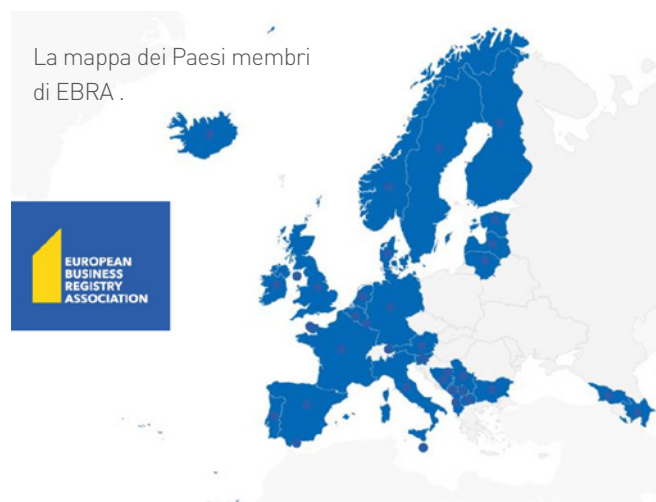 La mappa dei Paesi membri
di EBRA .
EUROPEAN
BUSINESS
REGISTRY
ASSOCIATION